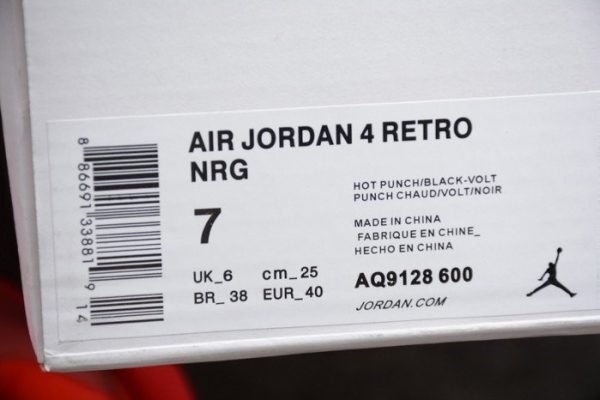 AIR JORDAN 4 RETRO
NRG
HOT PUNCH/BLACK-VOLT
PUNCH CHAUD/VOLT/NOIR
7
MADE IN CHINA
FABRIQUE EN CHINE_
HECHO EN CHINA
UK_6 cm_25
BR_38 EUR_40
AQ9128 600
JORDAN.COM
8 86691 33881 9 14